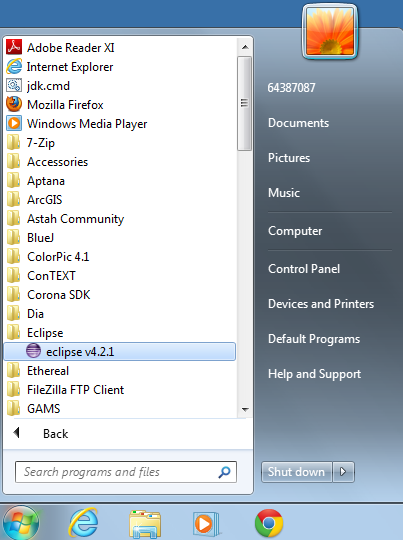 Adobe Reader XI
Internet Explorer
jdk.cmd
Mozilla Firefox
Windows Media Player
7-Zip
Accessories
Aptana
ArcGIS
Astah Community
BlueJ
ColorPic 4.1
ConTEXT
Corona SDK
Dia
Eclipse
eclipse v4.2.1
Ethereal
FileZilla FTP Client
GAMS
Back
Search programs and files
64387087
Documents
Pictures
Music
Computer
Control Panel
Devices and Printers
Default Programs
Help and Support
Shut down